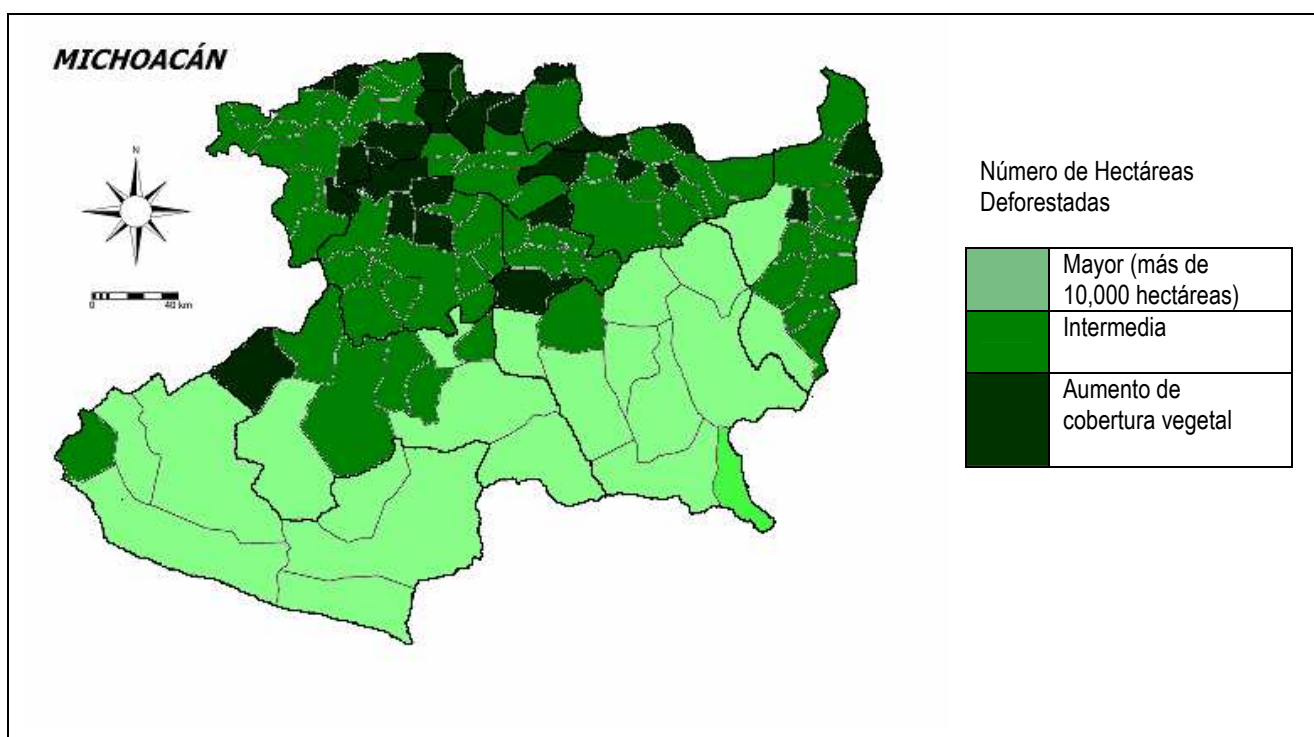 MICHOACÁN
N
0
40 km
Número de Hectáreas
Deforestadas
Mayor (más de
10,000 hectáreas)
Intermedia
Aumento de
cobertura vegetal